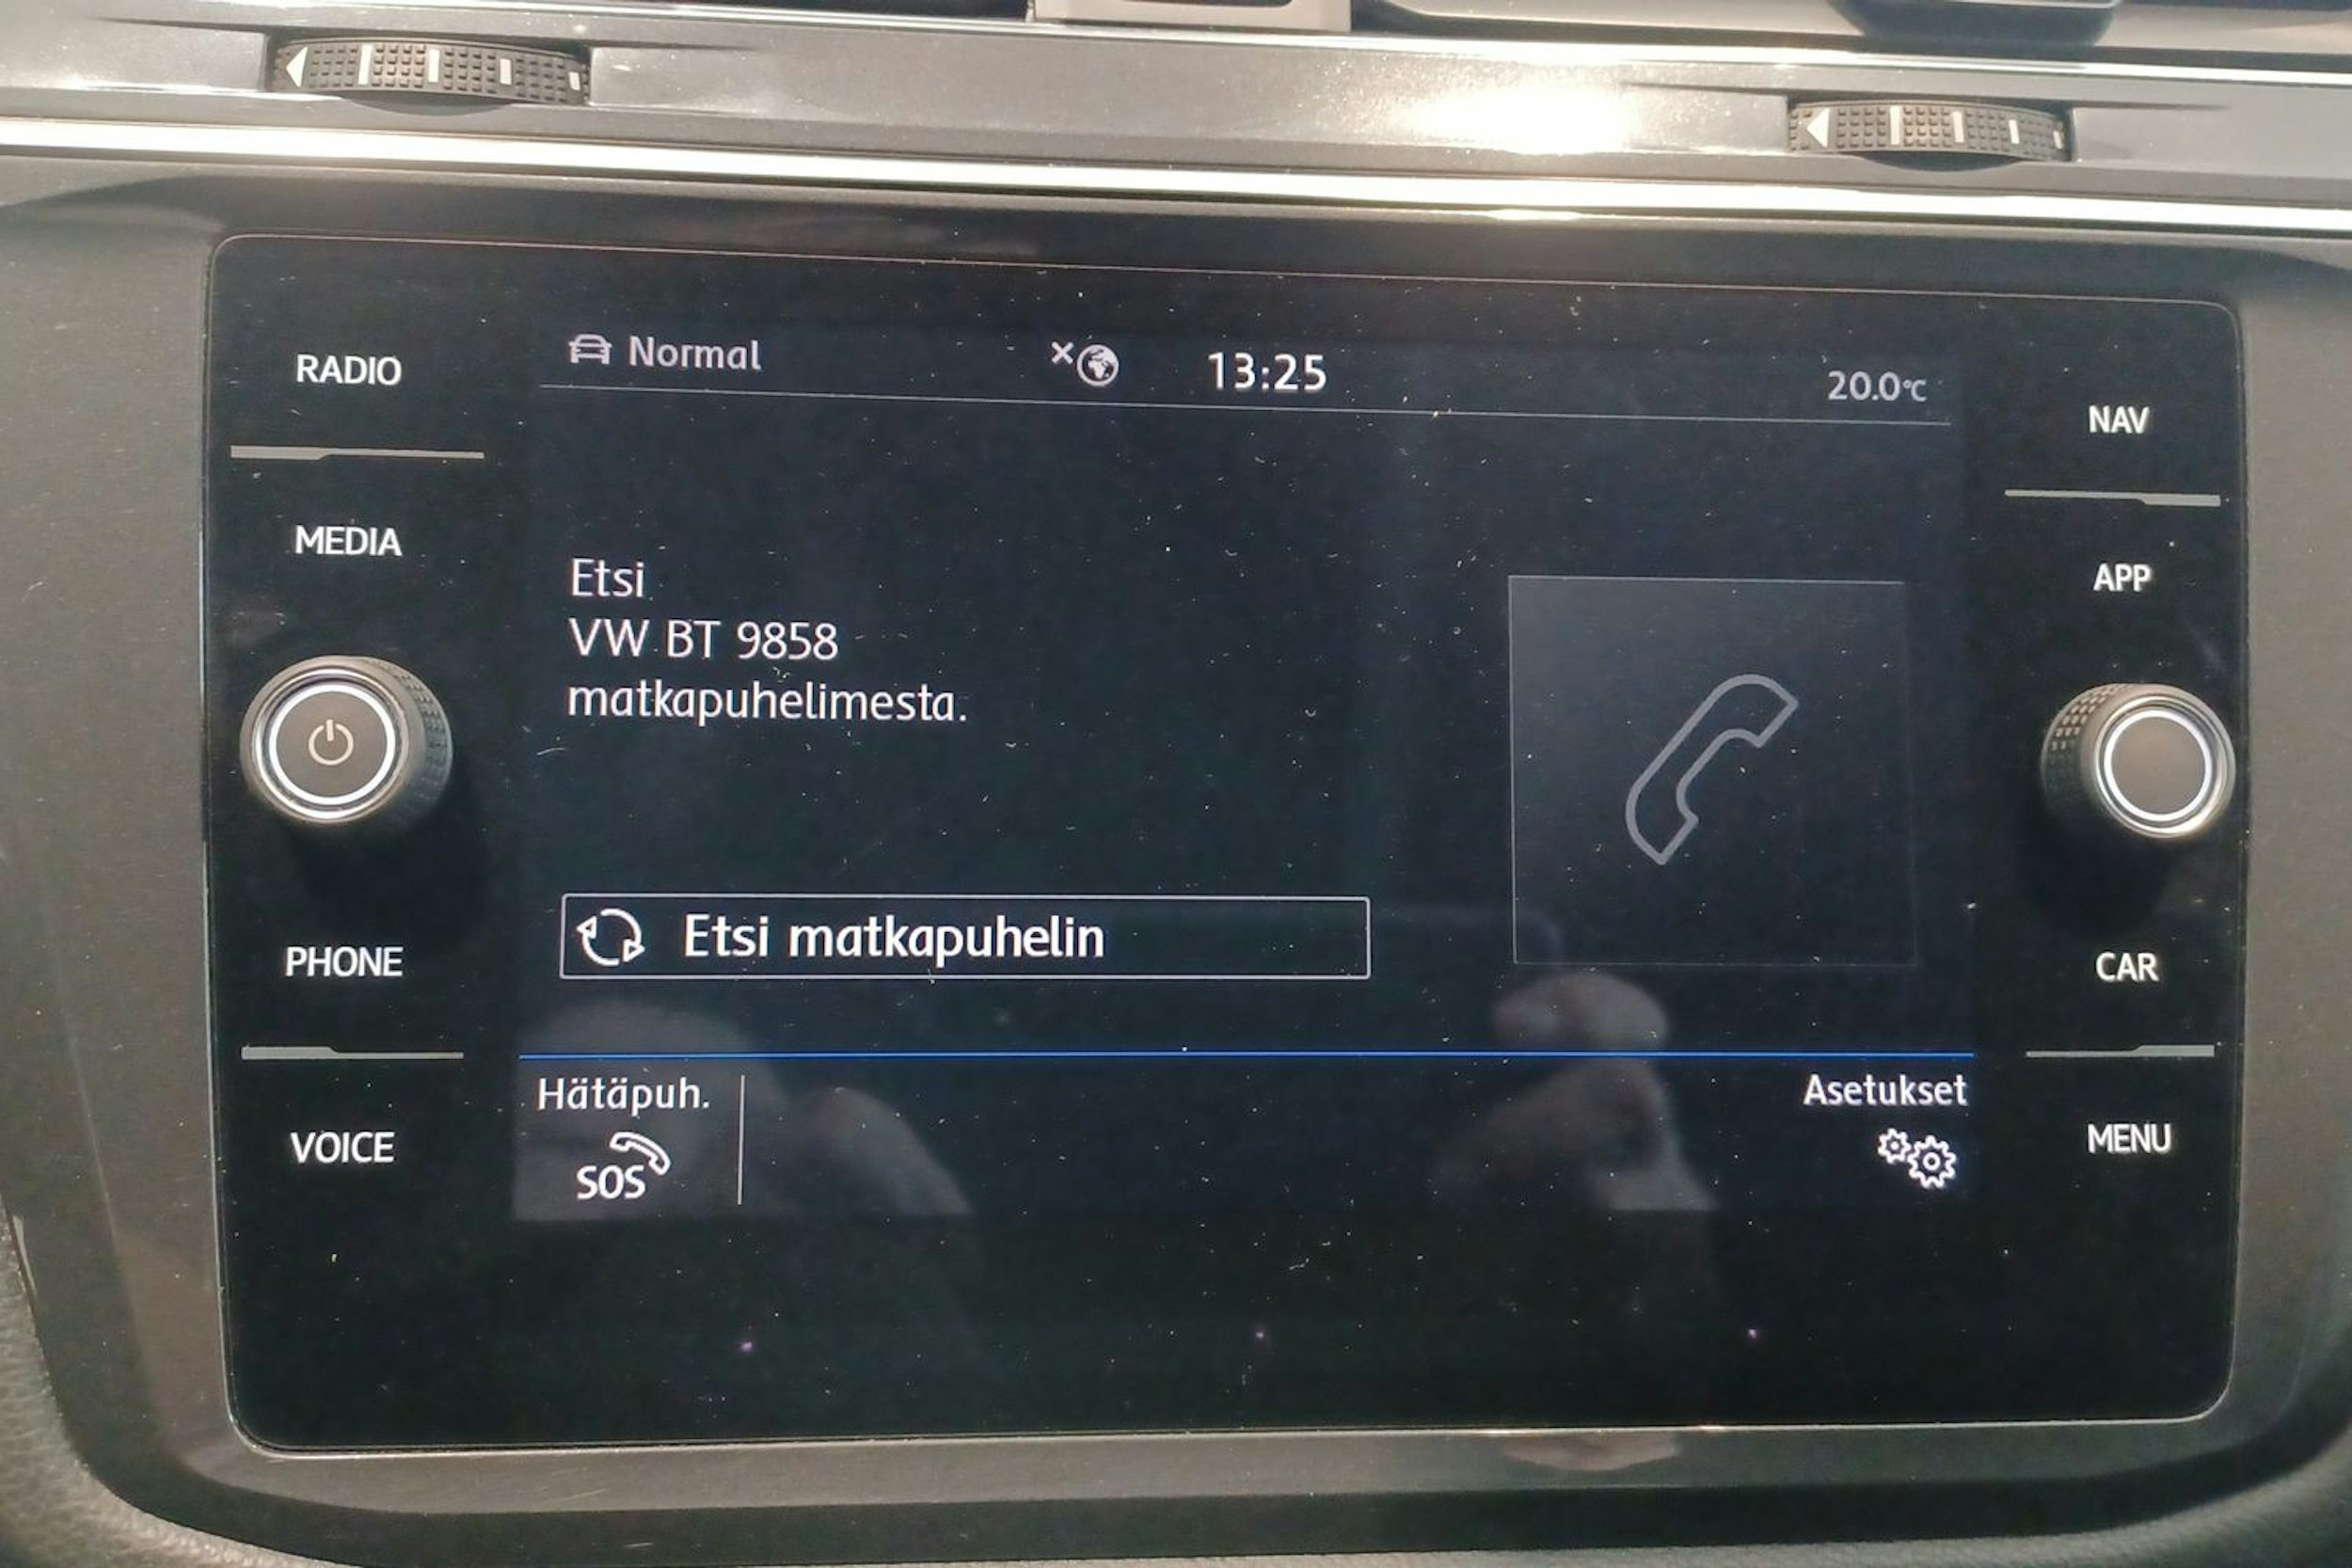 RADIO
MEDIA
PHONE
VOICE
Normal
13:25
20.0°C
Etsi
VW BT 9858
matkapuhelimesta.
Etsi matkapuhelin
Hätäpuh.
SOS
Asetukset
NAV
APP
CAR
MENU